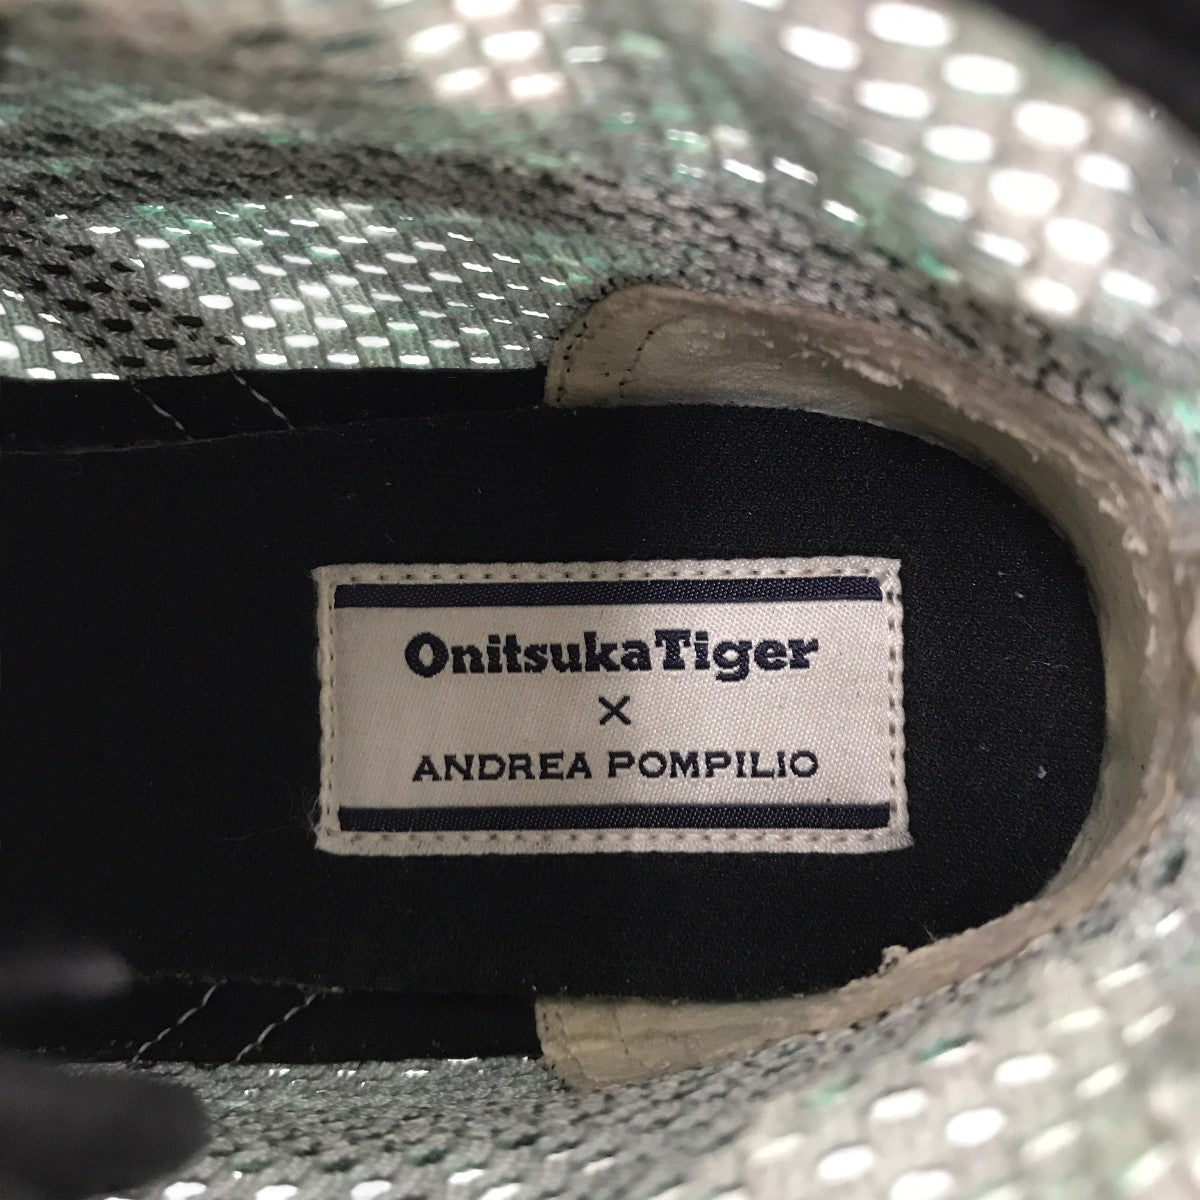 OnitsukaTiger
×
ANDREA POMPILIO